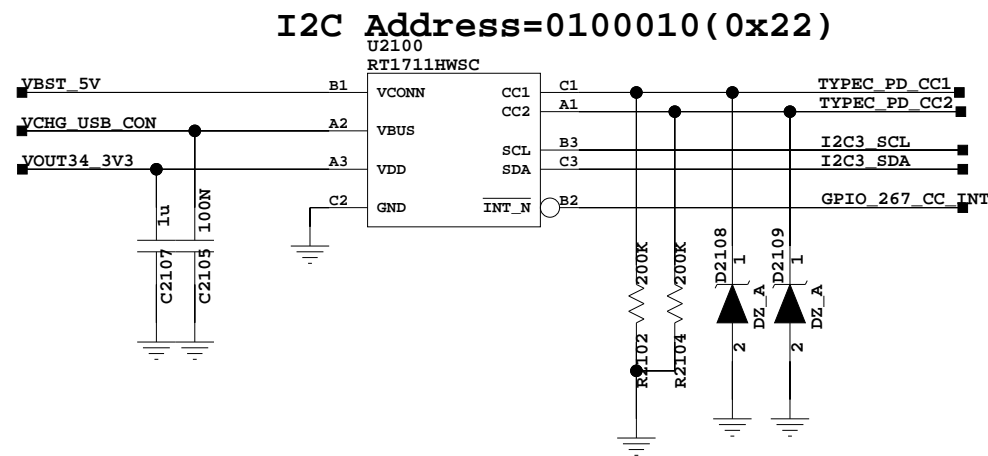 I2C Address=0100010(0x22)
U2100
RT1711HWSC
VBST_5V
B1
VCONN
CC1
C1
TYPEC_PD_CC1
CC2
A1
TYPEC_PD_CC2
VCHG_USB_CON
A2
VBUS
SCL
B3
I2C3_SCL
VOUT34_3V3
A3
VDD
SDA
C3
I2C3_SDA
C2
GND
INT_N
B2
GPIO_267_CC_INT
1u
100N
C2107
C2105
200K
200K
R2102
R2104
D2108
1
D2109
1
DZ_A
DZ_A
2
2